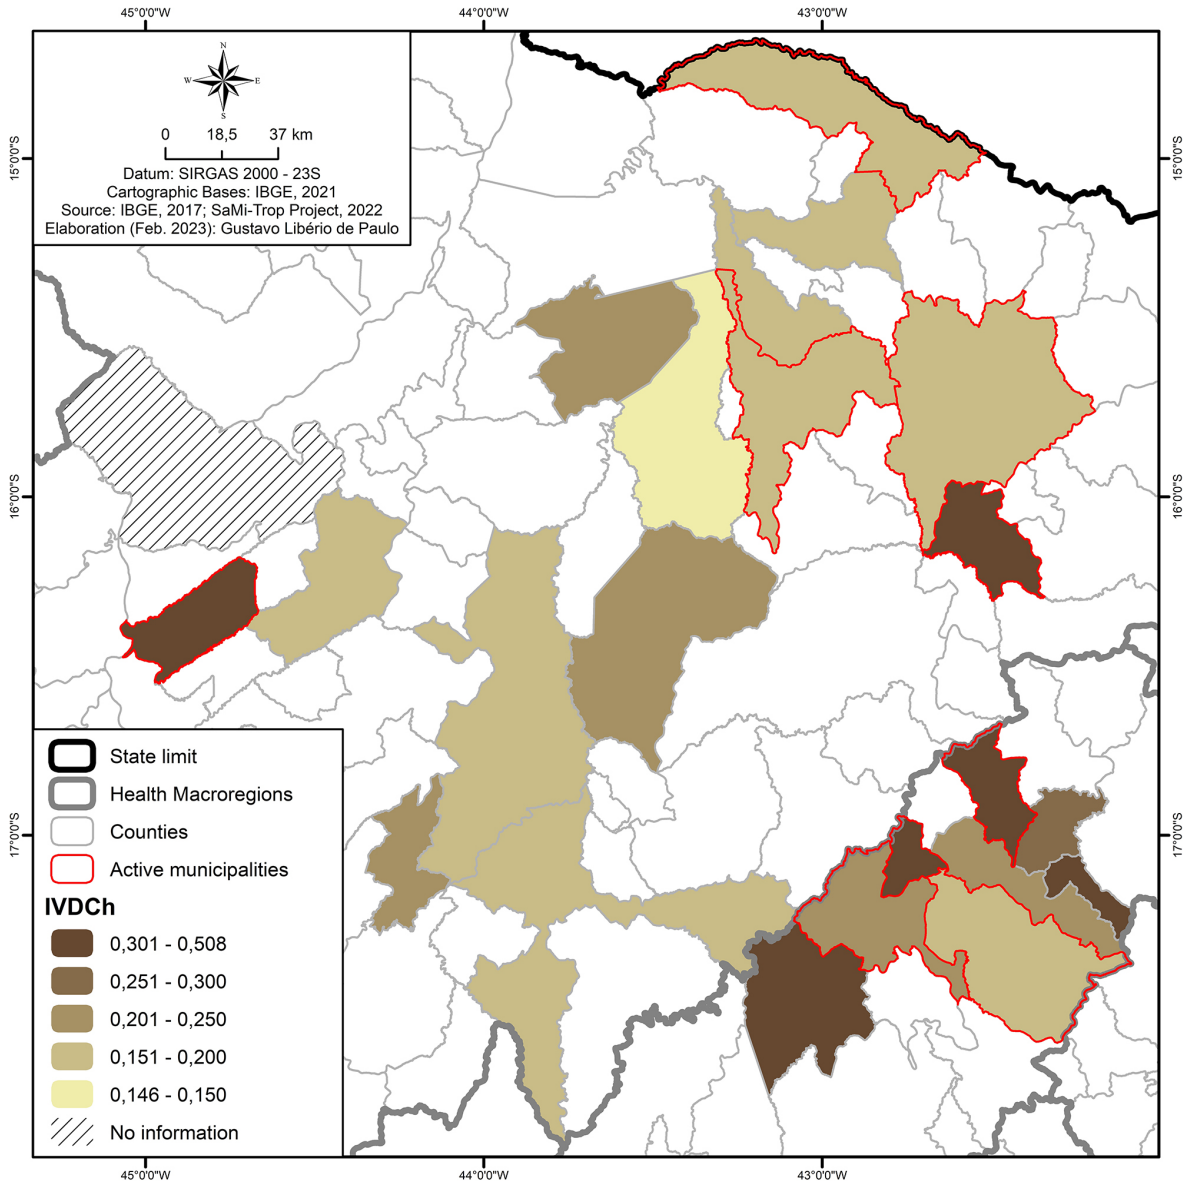 45°0'0"W 44°0'0"W 43°0'0"W
N
W E
S
0 18,5 37 km
Datum: SIRGAS 2000 - 23S
Cartographic Bases: IBGE, 2021
Source: IBGE, 2017; SaMi-Trop Project, 2022
Elaboration (Feb. 2023): Gustavo Libério de Paulo
15°0'0"S 15°0'0"S
16°0'0"S 16°0'0"S
17°0'0"S 17°0'0"S
State limit
Health Macroregions
Counties
Active municipalities
IVDCh
0,301 - 0,508
0,251 - 0,300
0,201 - 0,250
0,151 - 0,200
0,146 - 0,150
No information
45°0'0"W 44°0'0"W 43°0'0"W